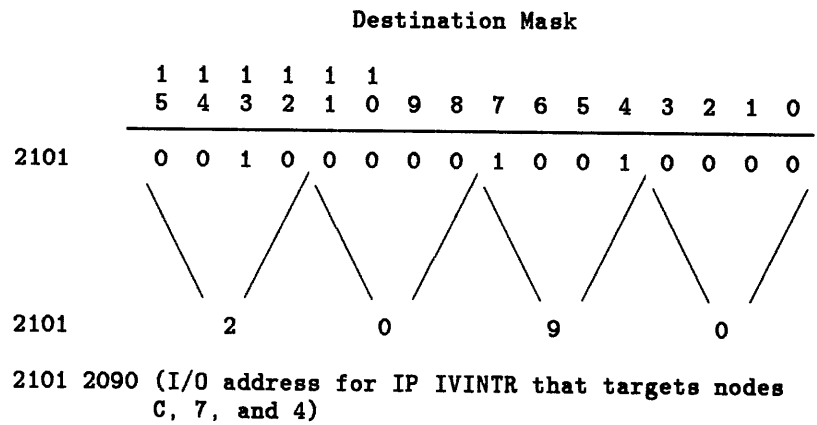 Destination Mask
1 1 1 1 1 1
5 4 3 2 1 0 9 8 7 6 5 4 3 2 1 0
2101 0 0 1 0 0 0 0 0 1 0 0 1 0 0 0 0
2101 2 0 9 0
2101 2090 (I/O address for IP IVINTR that targets nodes
C, 7, and 4)